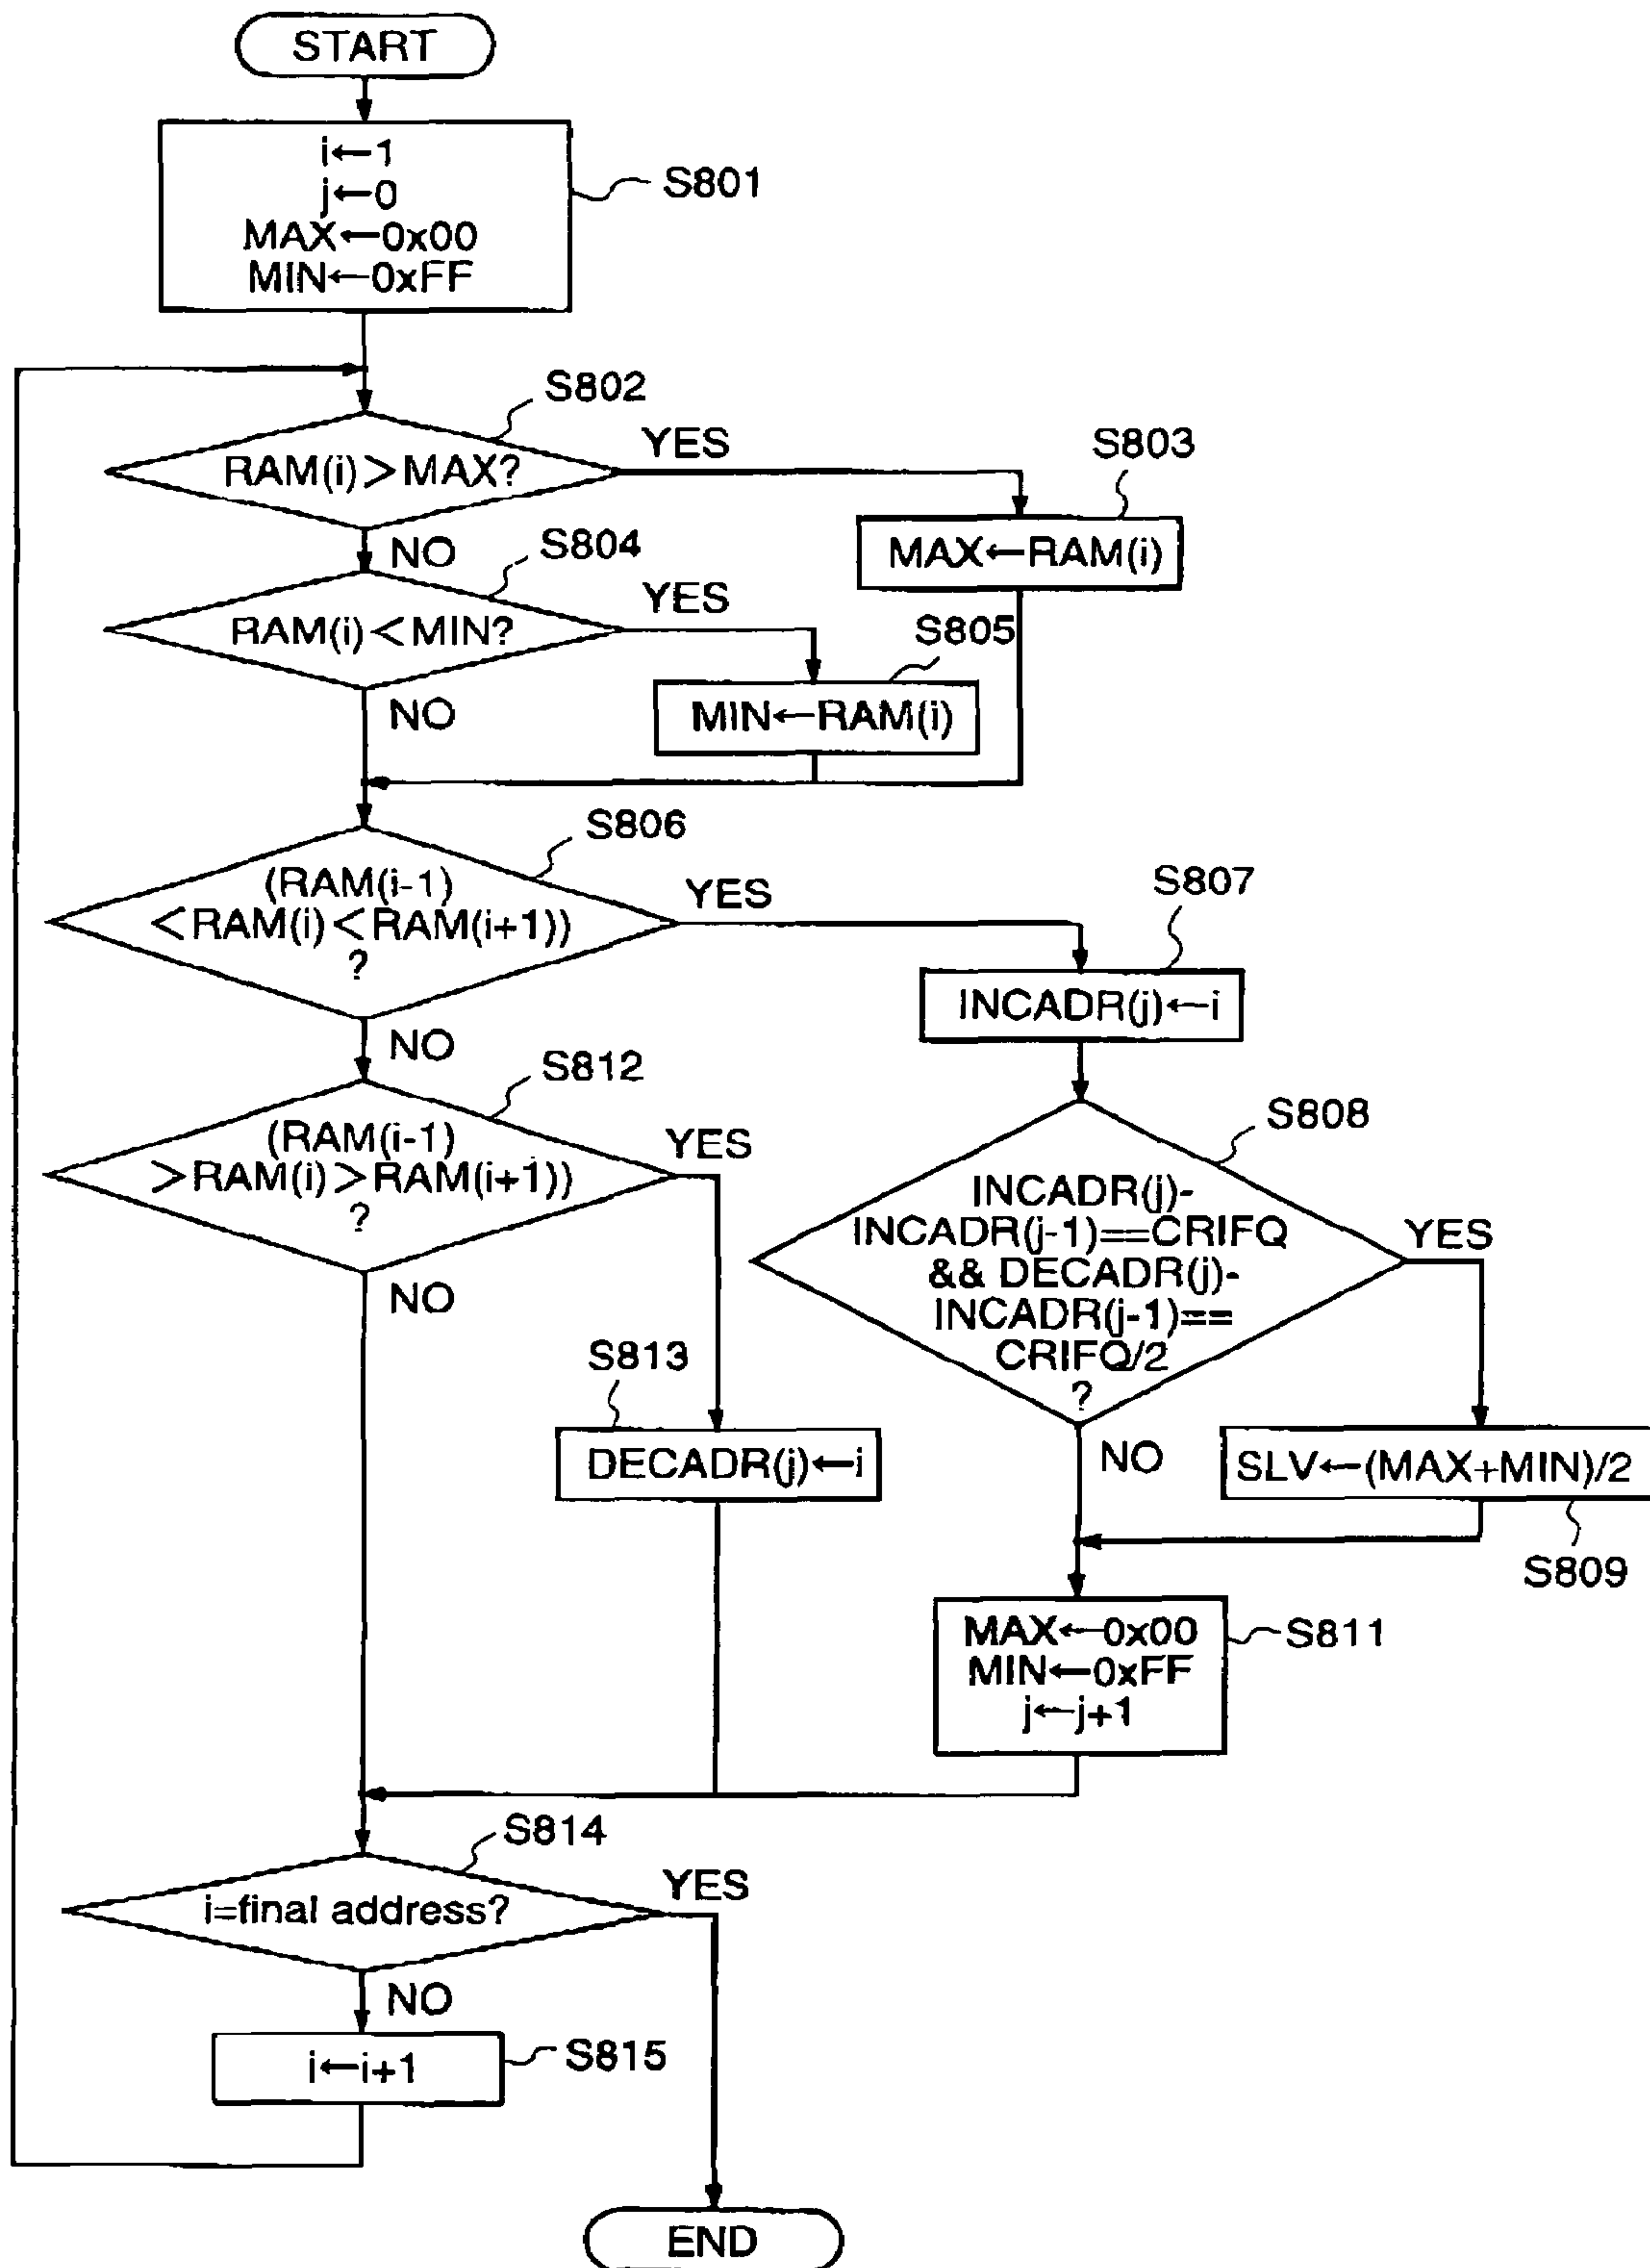 START
i←1
j←0
MAX←0x00
MIN←0xFF
S801
S802
RAM(i)>MAX?
YES
S803
MAX←RAM(i)
NO
S804
RAM(i)<MIN?
YES
S805
MIN←RAM(i)
NO
S806
(RAM(i-1)
<RAM(i)<RAM(i+1))
?
YES
S807
INCADR(j)←i
NO
S812
(RAM(i-1)
>RAM(i)>RAM(i+1))
?
YES
S808
INCADR(j)-
INCADR(j-1)==CRIFQ
&& DECADR(j)-
INCADR(j-1)==
CRIFQ/2
?
YES
NO
S813
DECADR(j)←i
NO
SLV←(MAX+MIN)/2
S809
MAX←0x00
MIN←0xFF
j←j+1
S811
S814
i=final address?
YES
NO
i←i+1
S815
END